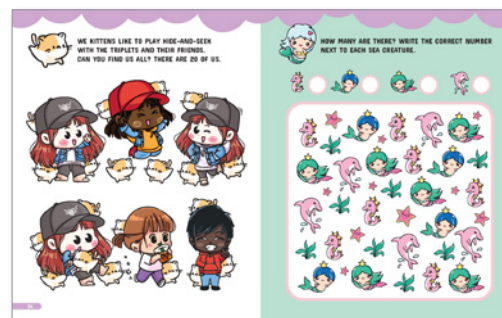 WE KITTENS LIKE TO PLAY HIDE-AND-SEEK
WITH THE TRIPLETS AND THEIR FRIENDS.
CAN YOU FIND US ALL? THERE ARE 20 OF US.
HOW MANY ARE THERE? WRITE THE CORRECT NUMBER
NEXT TO EACH SEA CREATURE.